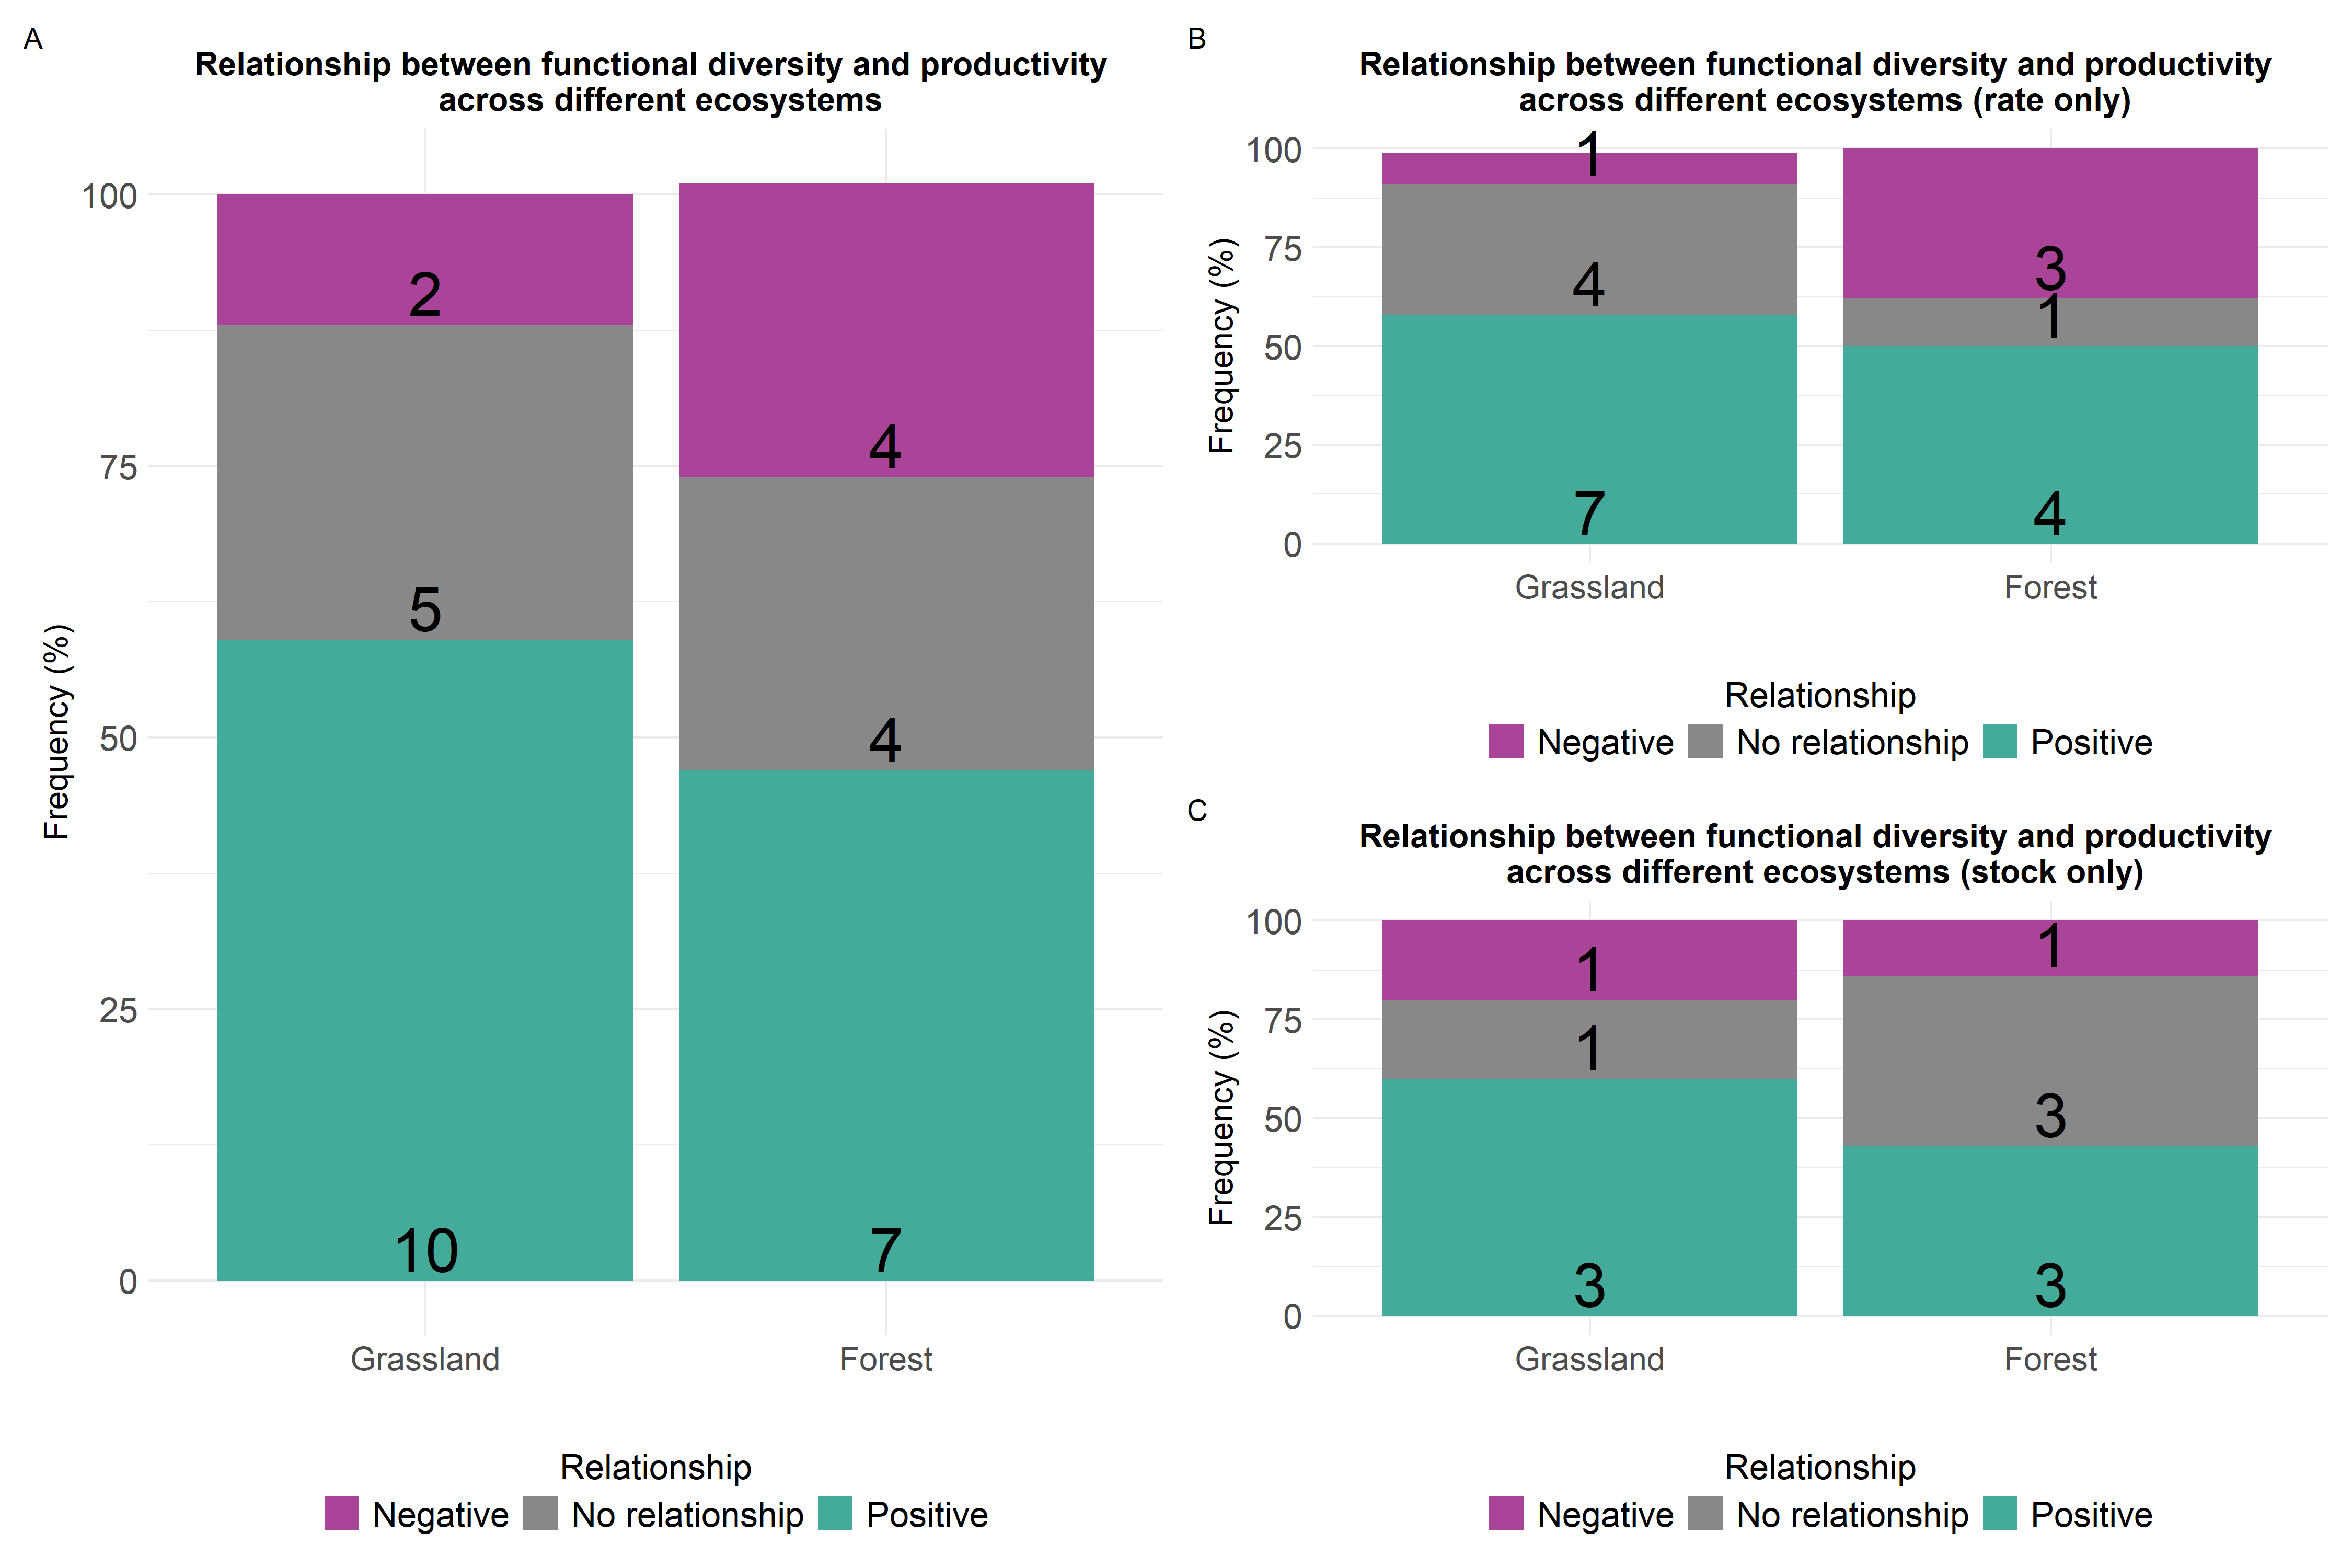 A
Relationship between functional diversity and productivity
across different ecosystems
Frequency (%)
100
75
50
25
0
2
5
10
4
4
7
Grassland
Forest
Relationship
Negative
No relationship
Positive
B
Relationship between functional diversity and productivity
across different ecosystems (rate only)
Frequency (%)
100
75
50
25
0
1
4
7
3
1
4
Grassland
Forest
Relationship
Negative
No relationship
Positive
C
Relationship between functional diversity and productivity
across different ecosystems (stock only)
Frequency (%)
100
75
50
25
0
1
1
3
1
3
3
Grassland
Forest
Relationship
Negative
No relationship
Positive